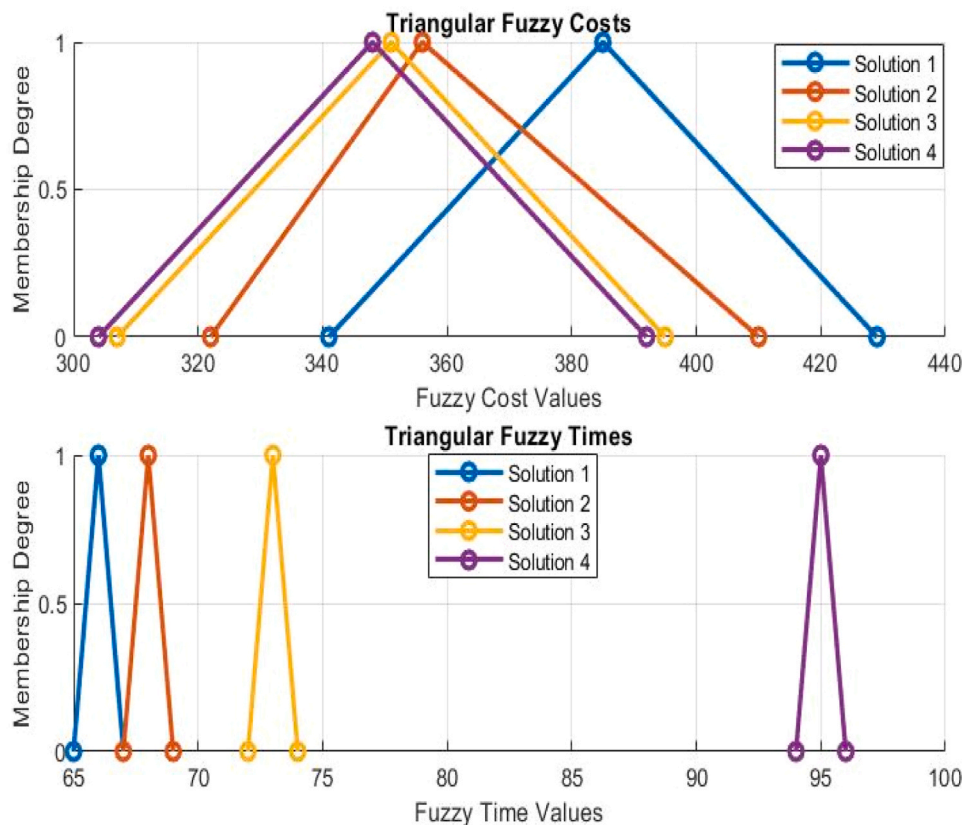 Triangular Fuzzy Costs
1
0.5
0
Membership Degree
Solution 1
Solution 2
Solution 3
Solution 4
300 320 340 360 380 400 420 440
Fuzzy Cost Values
Triangular Fuzzy Times
1
0.5
0
Membership Degree
Solution 1
Solution 2
Solution 3
Solution 4
65 70 75 80 85 90 95 100
Fuzzy Time Values